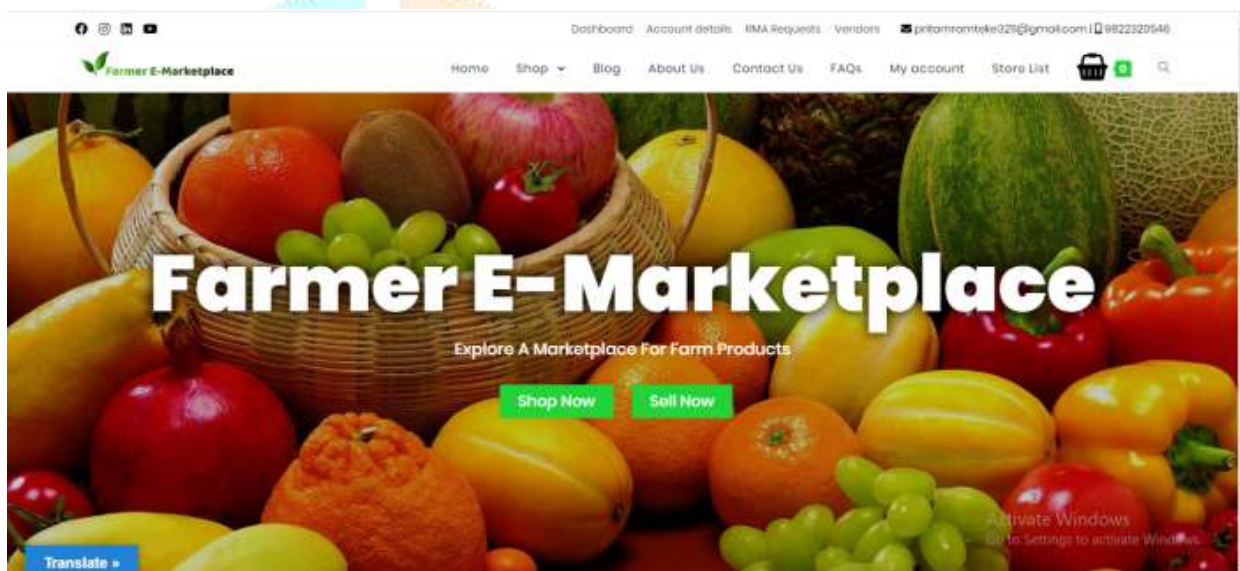 Dashboard Account details RMA Requests Vendors pritamromteke3211@gmail.com | 9822320546
Farmer E-Marketplace
Home Shop Blog About Us Contact Us FAQs My account Store List 0
Farmer E-Marketplace
Explore A Marketplace For Farm Products
Shop Now Sell Now
Activate Windows
Go to Settings to activate Windows.
Translate »